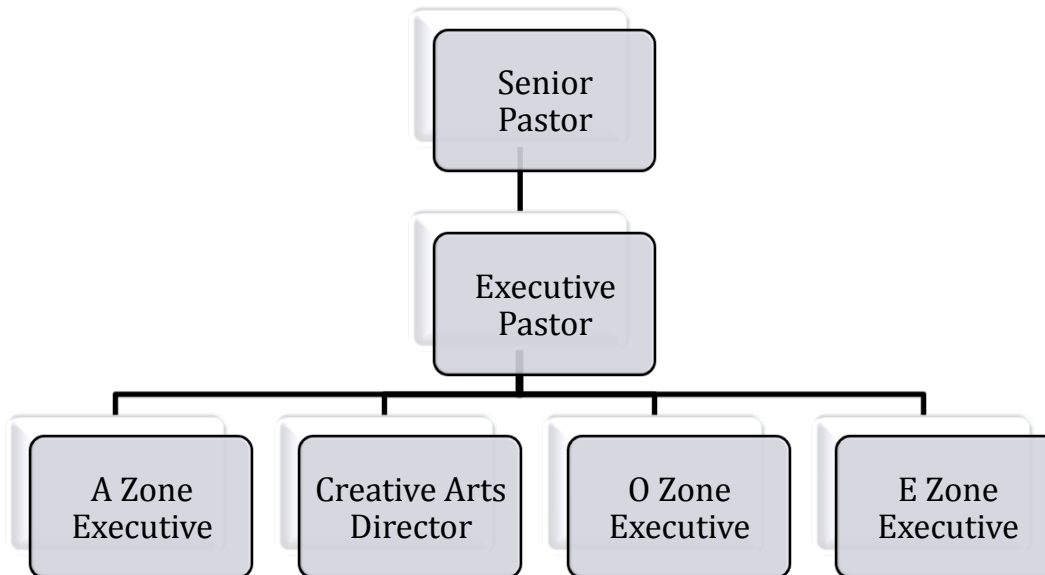 Senior
Pastor
Executive
Pastor
A Zone
Executive
Creative Arts
Director
O Zone
Executive
E Zone
Executive